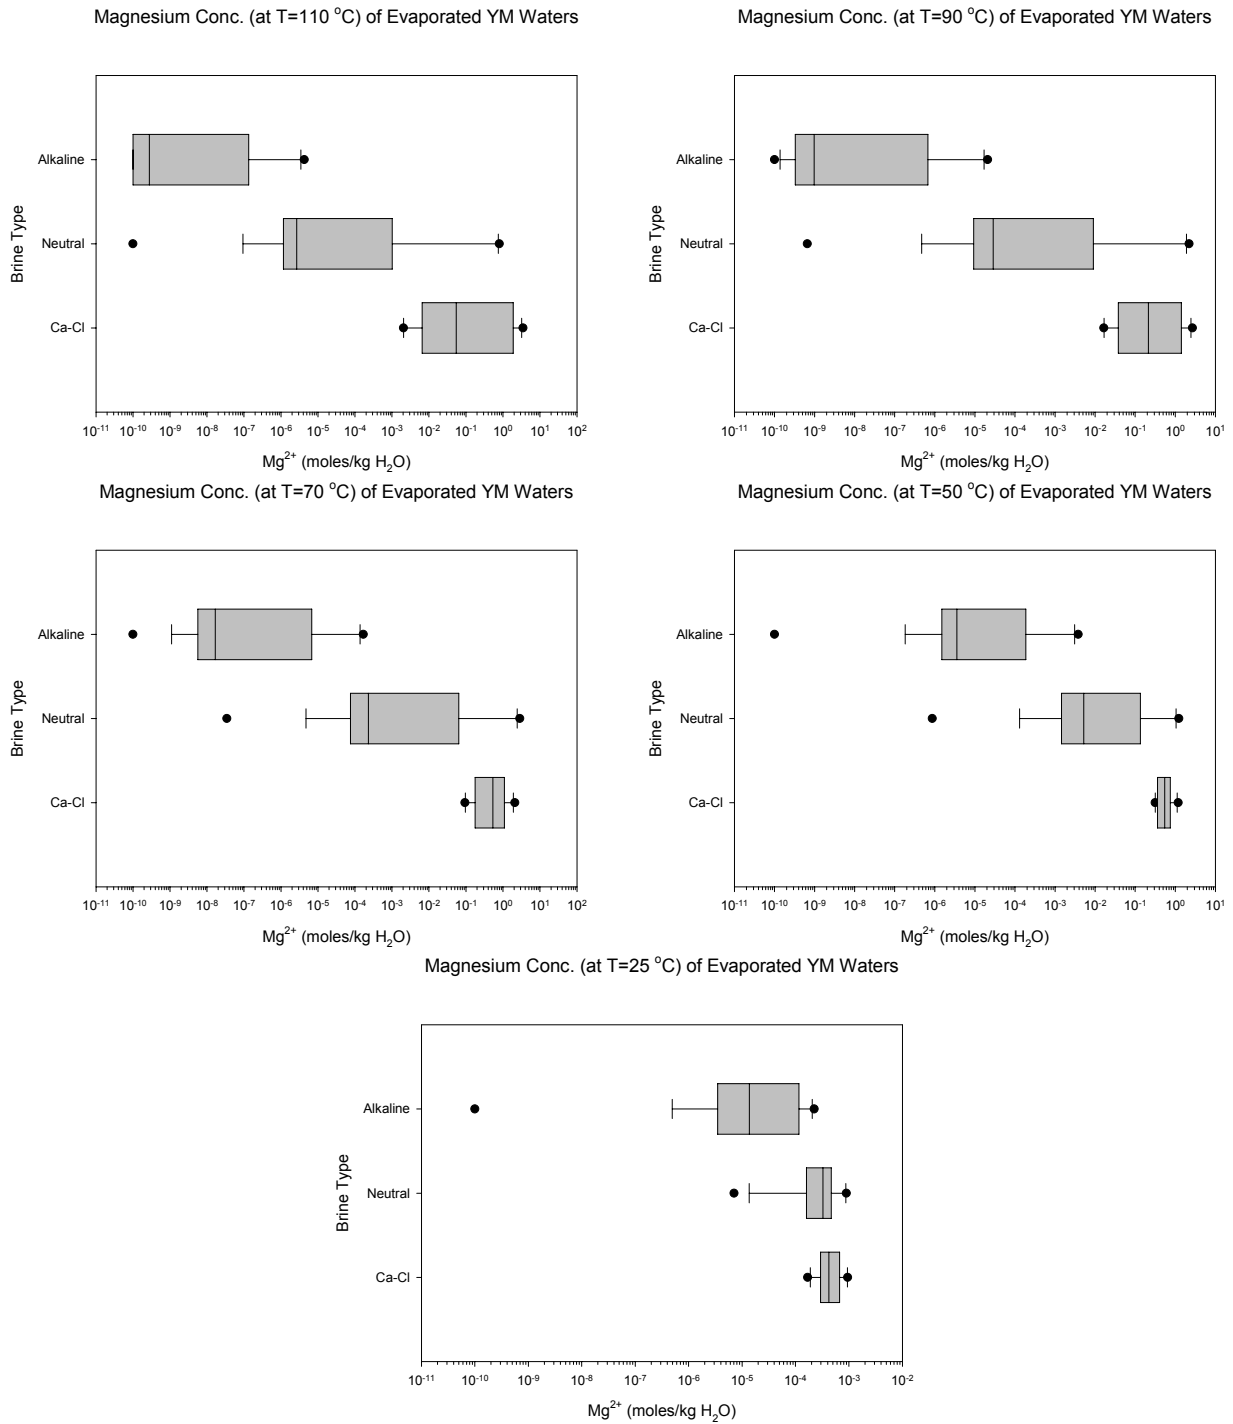 Magnesium Conc. (at T=110 °C) of Evaporated YM Waters
Brine Type
Alkaline
Neutral
Ca-Cl
10⁻¹¹ 10⁻¹⁰ 10⁻⁹ 10⁻⁸ 10⁻⁷ 10⁻⁶ 10⁻⁵ 10⁻⁴ 10⁻³ 10⁻² 10⁻¹ 10⁰ 10¹ 10²
Mg²⁺ (moles/kg H₂O)
Magnesium Conc. (at T=90 °C) of Evaporated YM Waters
Brine Type
Alkaline
Neutral
Ca-Cl
10⁻¹¹ 10⁻¹⁰ 10⁻⁹ 10⁻⁸ 10⁻⁷ 10⁻⁶ 10⁻⁵ 10⁻⁴ 10⁻³ 10⁻² 10⁻¹ 10⁰ 10¹
Mg²⁺ (moles/kg H₂O)
Magnesium Conc. (at T=70 °C) of Evaporated YM Waters
Brine Type
Alkaline
Neutral
Ca-Cl
10⁻¹¹ 10⁻¹⁰ 10⁻⁹ 10⁻⁸ 10⁻⁷ 10⁻⁶ 10⁻⁵ 10⁻⁴ 10⁻³ 10⁻² 10⁻¹ 10⁰ 10¹ 10²
Mg²⁺ (moles/kg H₂O)
Magnesium Conc. (at T=50 °C) of Evaporated YM Waters
Brine Type
Alkaline
Neutral
Ca-Cl
10⁻¹¹ 10⁻¹⁰ 10⁻⁹ 10⁻⁸ 10⁻⁷ 10⁻⁶ 10⁻⁵ 10⁻⁴ 10⁻³ 10⁻² 10⁻¹ 10⁰ 10¹
Mg²⁺ (moles/kg H₂O)
Magnesium Conc. (at T=25 °C) of Evaporated YM Waters
Brine Type
Alkaline
Neutral
Ca-Cl
10⁻¹¹ 10⁻¹⁰ 10⁻⁹ 10⁻⁸ 10⁻⁷ 10⁻⁶ 10⁻⁵ 10⁻⁴ 10⁻³ 10⁻²
Mg²⁺ (moles/kg H₂O)